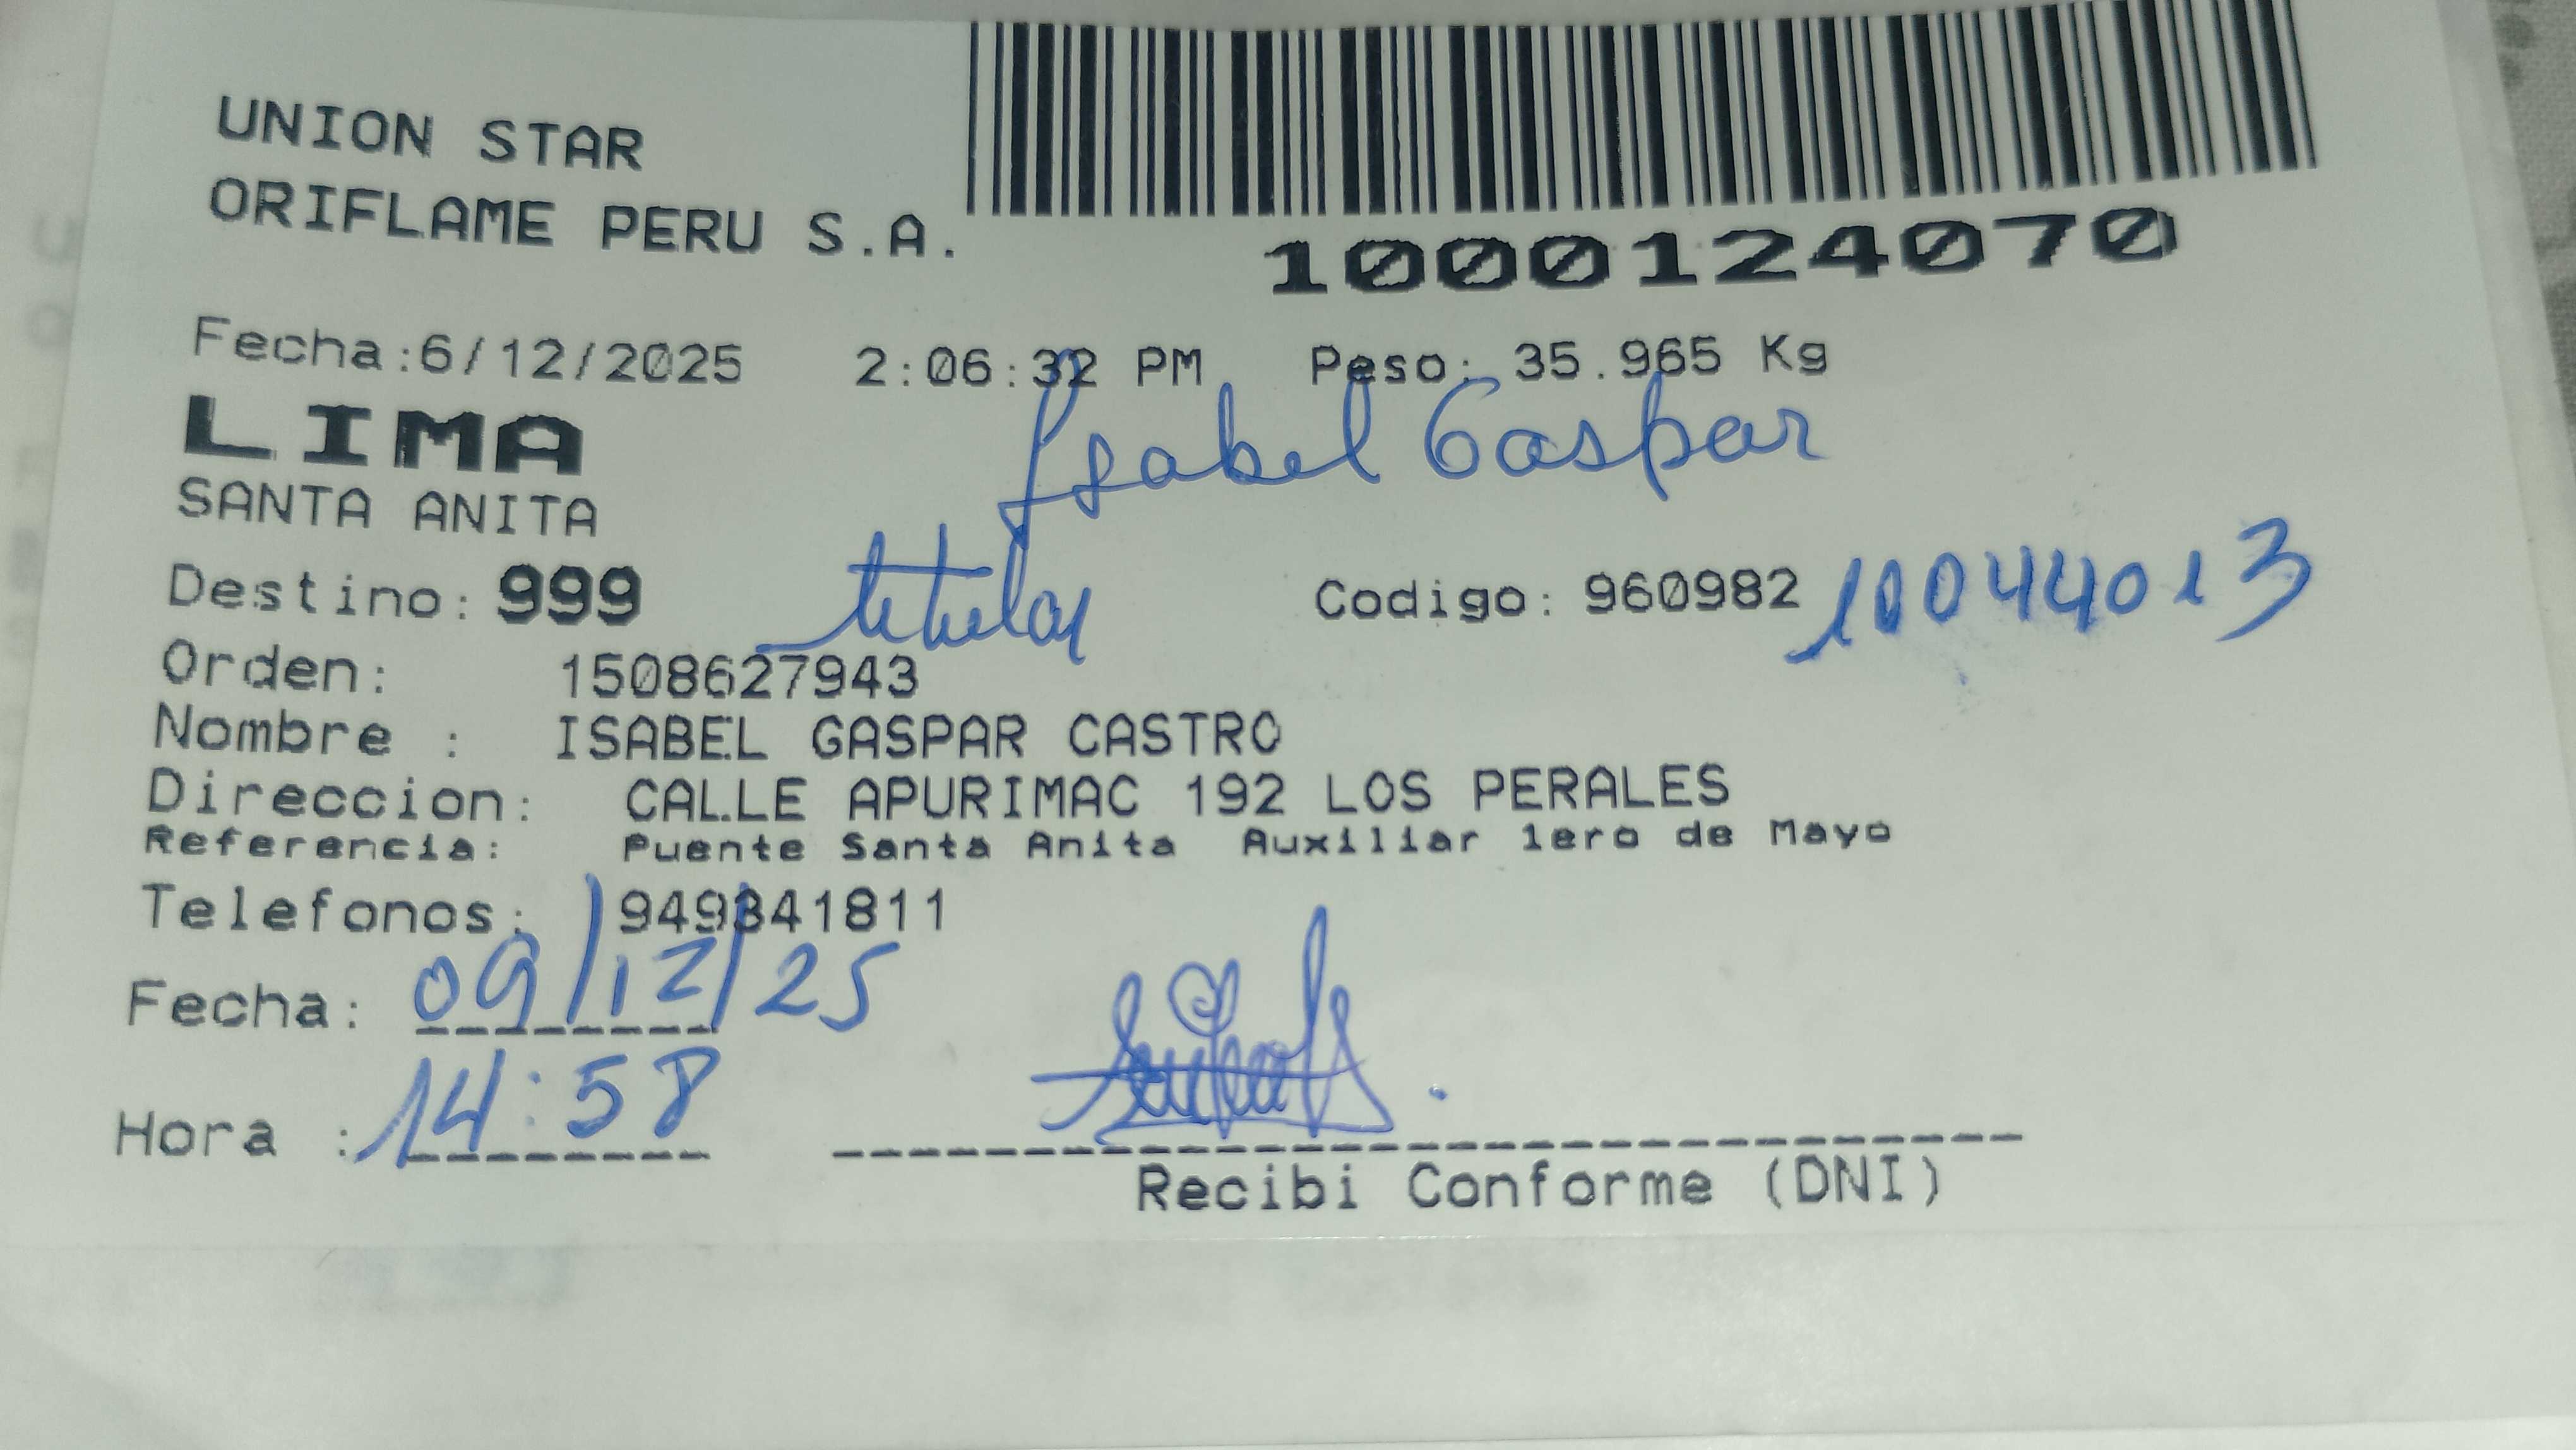 UNION STAR
ORIFLAME PERU S.A.
1000124070
Fecha:6/12/2025 2:06:32 PM Peso: 35.965 Kg
LIMA
Isabel Gaspar
SANTA ANITA
titular
Destino: 999 Codigo: 960982 10044013
Orden: 1508627943
Nombre : ISABEL GASPAR CASTRO
Direccion: CALLE APURIMAC 192 LOS PERALES
Referencia: Puente Santa Anita Auxiliar 1ero de Mayo
Telefonos: 949341811
Fecha: 09/12/25
Hora : 14:58
Recibi Conforme (DNI)